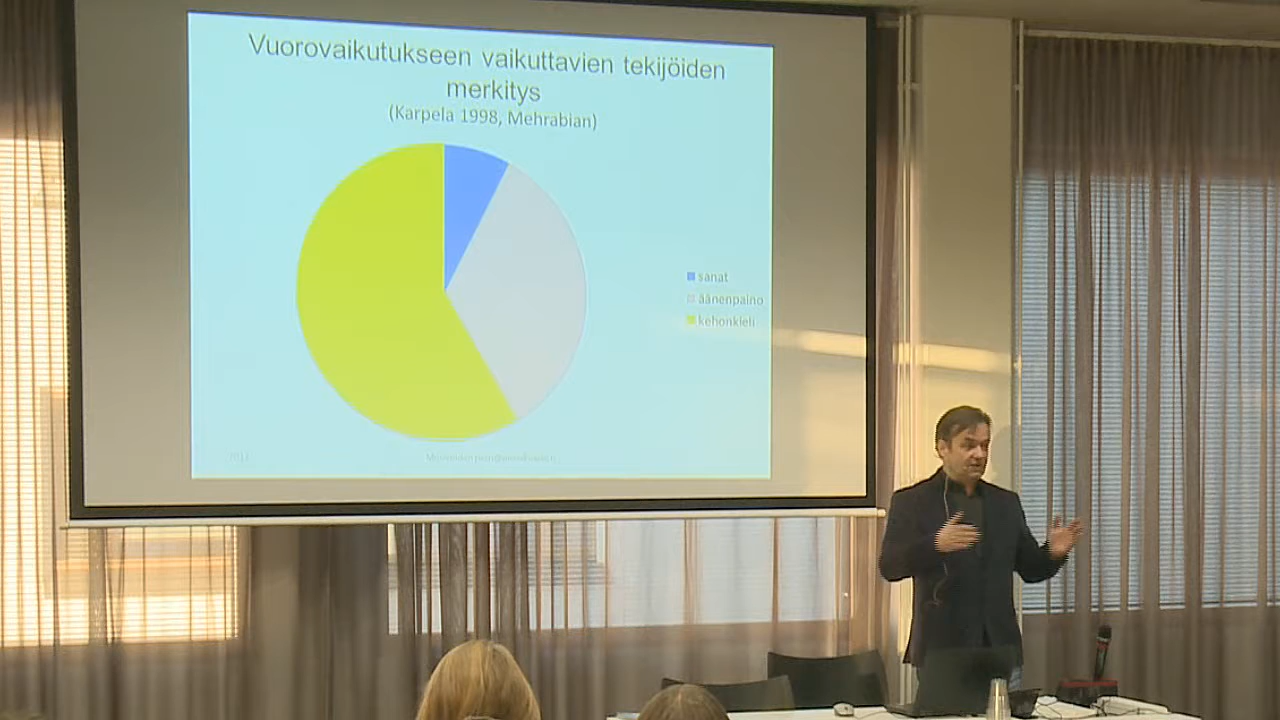 Vuorovaikutukseen vaikuttavien tekijöiden
merkitys
(Karpela 1998, Mehrabian)
sanat
äänenpaino
kehonkieli